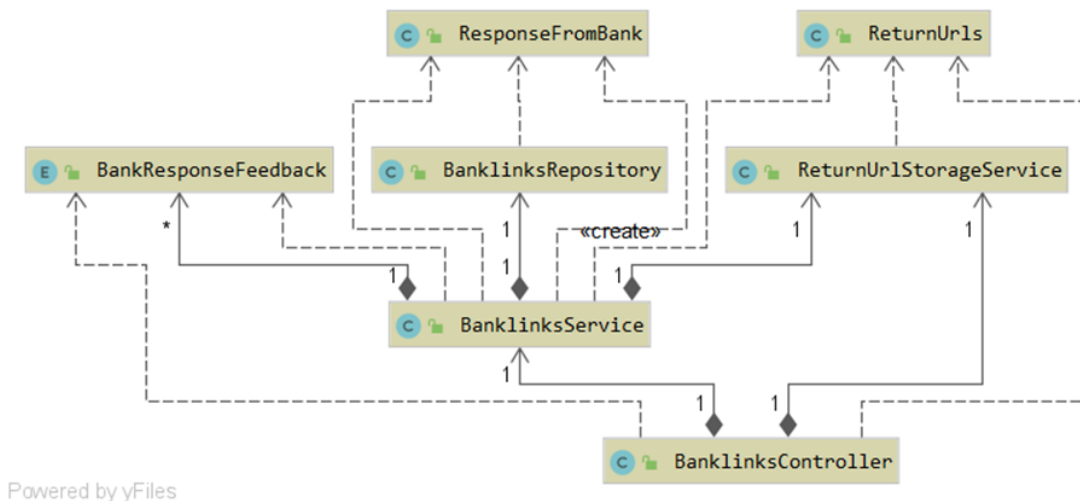 C ResponseFromBank
C ReturnUrls
E BankResponseFeedback
C BanklinksRepository
C ReturnUrlStorageService
*
1
«create»
1
1
1
1
1
C BanklinksService
1
1
1
C BanklinksController
Powered by yFiles